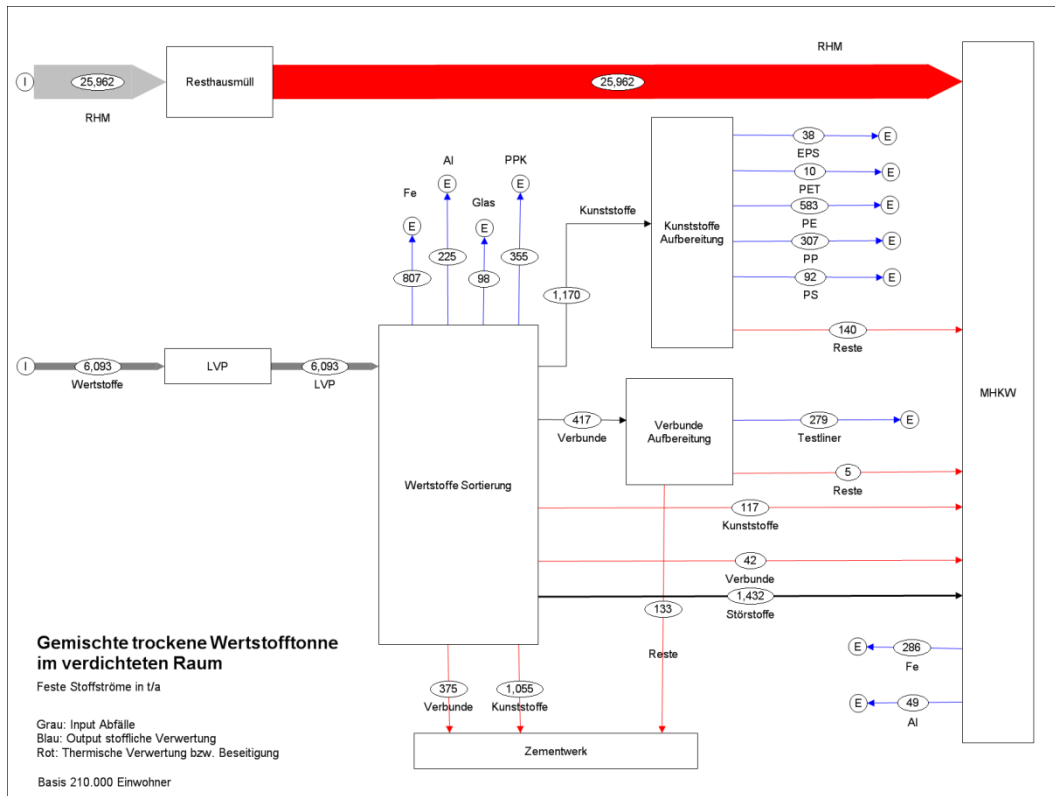 RHM
I
25,962
RHM
Resthausmüll
25,962
MHKW
Fe
E
807
Al
E
225
Glas
E
98
PPK
E
355
Kunststoffe
1,170
Kunststoffe
Aufbereitung
38
EPS
E
10
PET
E
583
PE
E
307
PP
E
92
PS
E
140
Reste
I
6,093
Wertstoffe
LVP
6,093
LVP
Wertstoffe Sortierung
417
Verbunde
Verbunde
Aufbereitung
279
Testliner
E
5
Reste
117
Kunststoffe
42
Verbunde
1,432
Störstoffe
133
Reste
E
286
Fe
E
49
Al
375
Verbunde
1,055
Kunststoffe
Zementwerk
Gemischte trockene Wertstofftonne
im verdichteten Raum
Feste Stoffströme in t/a
Grau: Input Abfälle
Blau: Output stoffliche Verwertung
Rot: Thermische Verwertung bzw. Beseitigung
Basis 210.000 Einwohner